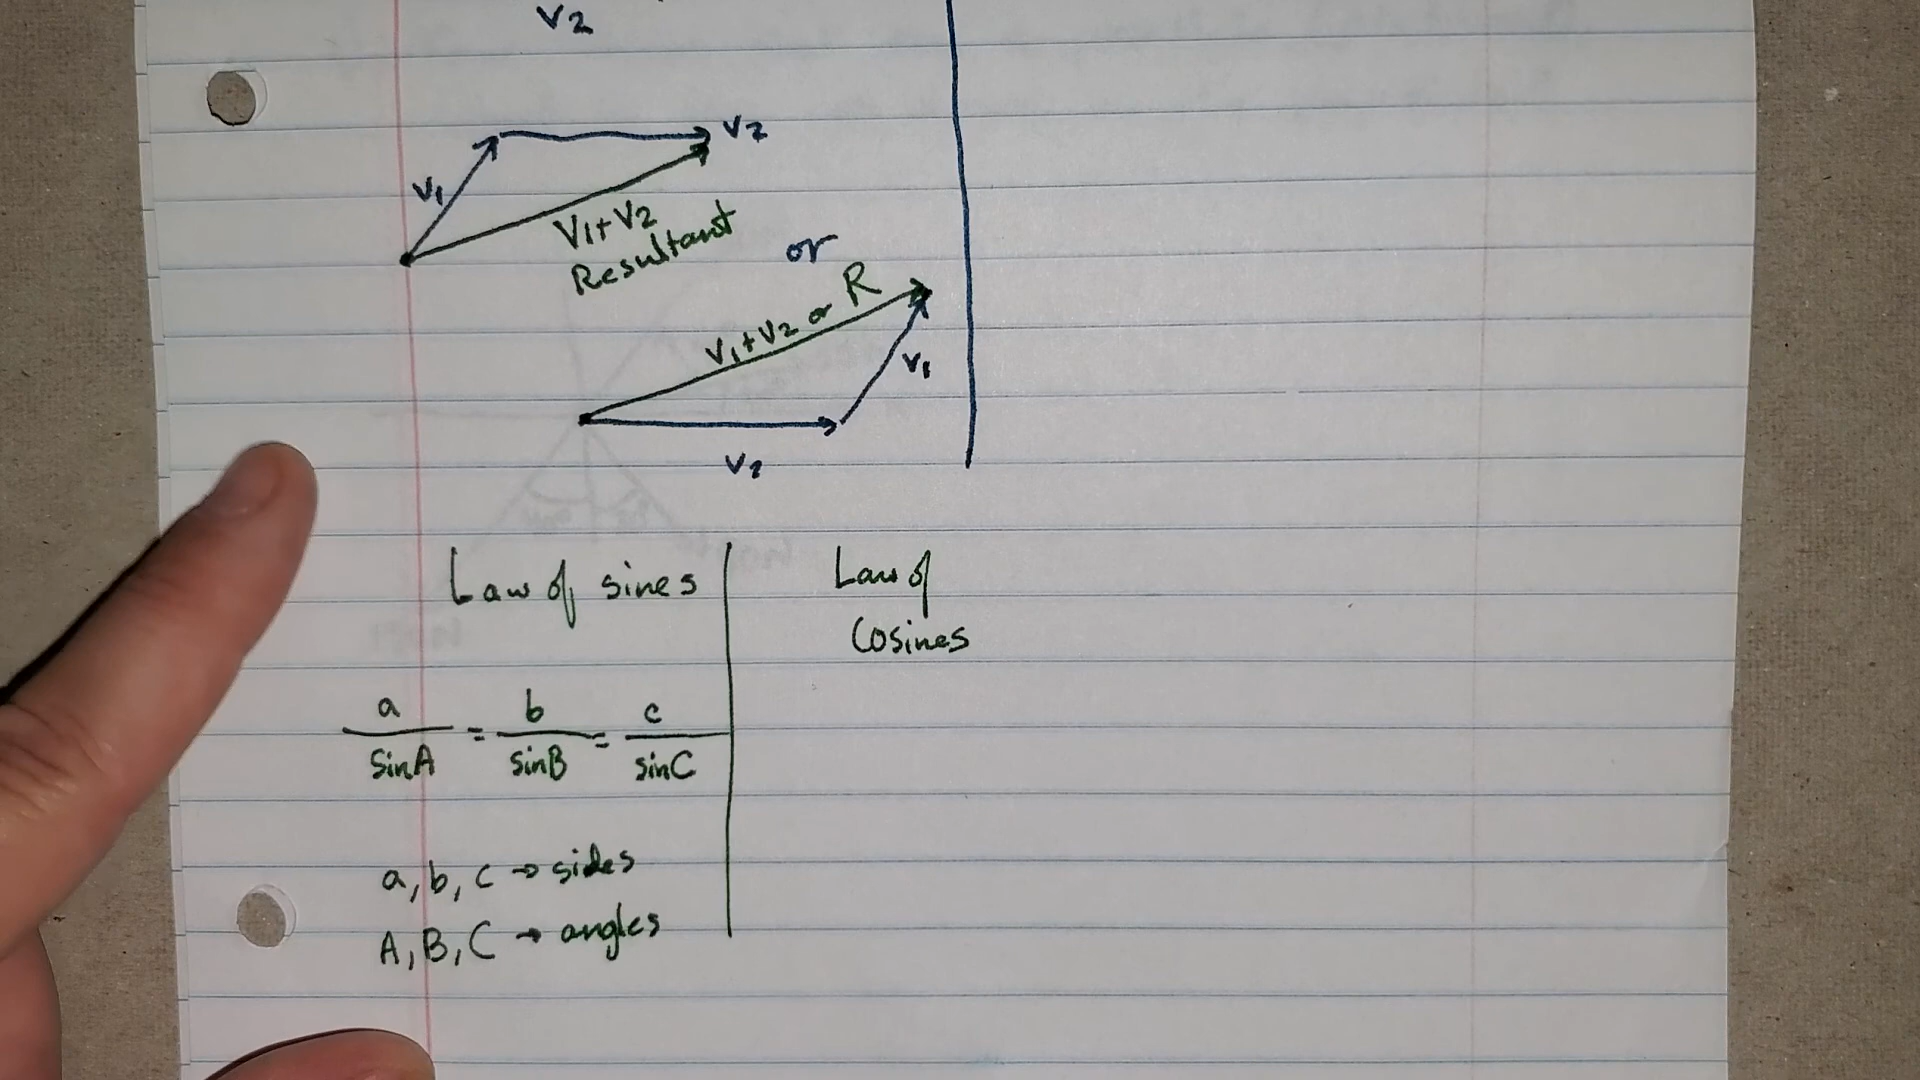 V2
V2
V1
V1+V2
Resultant
or
V1+V2 or R
V1
V2
Law of sines
Law of
Cosines
a/sinA = b/sinB = c/sinC
a, b, c → sides
A, B, C → angles